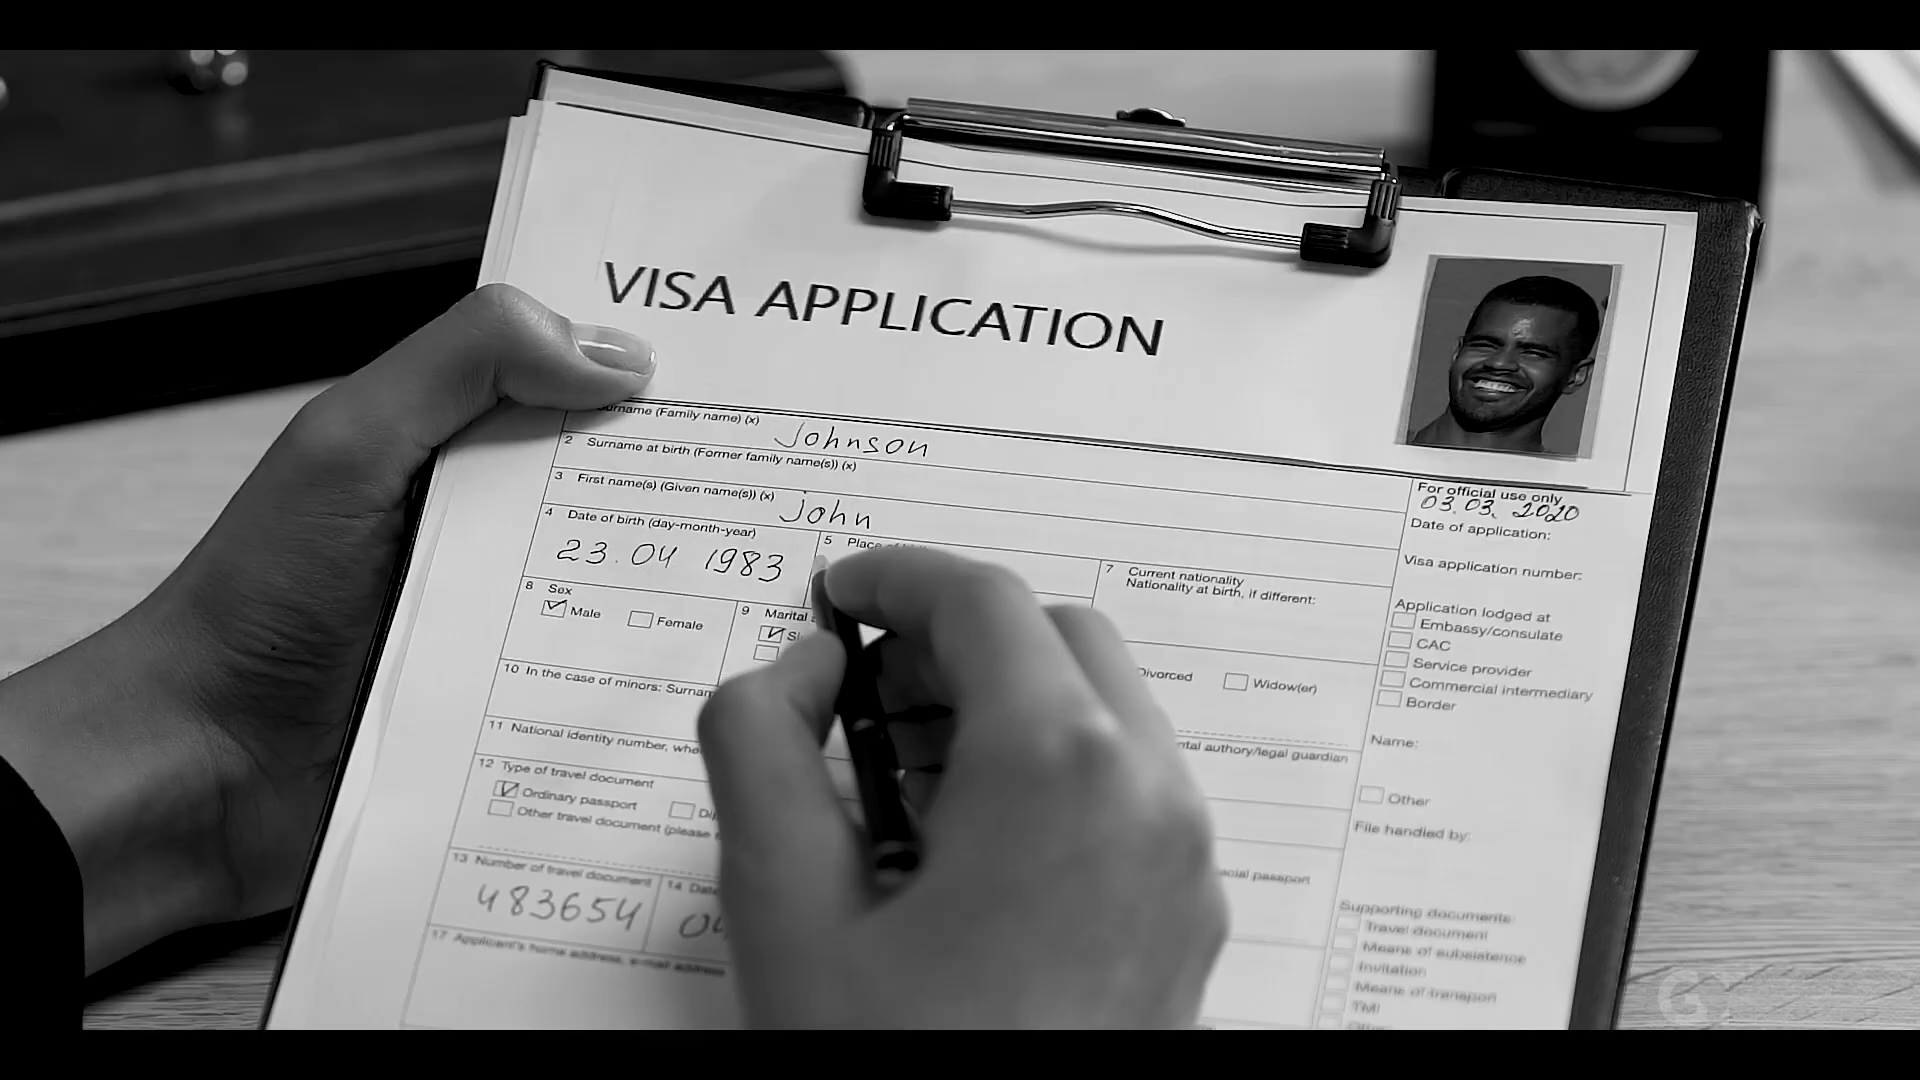 VISA APPLICATION
urname (Family name) (x)
Johnson
2 Surname at birth (Former family name(s)) (x)
3 First name(s) (Given name(s)) (x)
John
4 Date of birth (day-month-year)
23.04 1983
5 Place of
7 Current nationality
Nationality at birth, if different:
8 Sex
Male
Female
9 Marital
Divorced
Widow(er)
10 In the case of minors: Surnam
ntal authory/legal guardian
11 National identity number, whe
12 Type of travel document
Ordinary passport
Other travel document (please
ecial passport
13 Number of travel document
483654
14 Date
04
17 Applicant's home address, e-mail address
For official use only
03.03. 2020
Date of application:
Visa application number:
Application lodged at
Embassy/consulate
CAC
Service provider
Commercial intermediary
Border
Name:
Other
File handled by:
Supporting documents:
Travel document
Means of subsistence
Invitation
Means of transport
TMI
Other
G